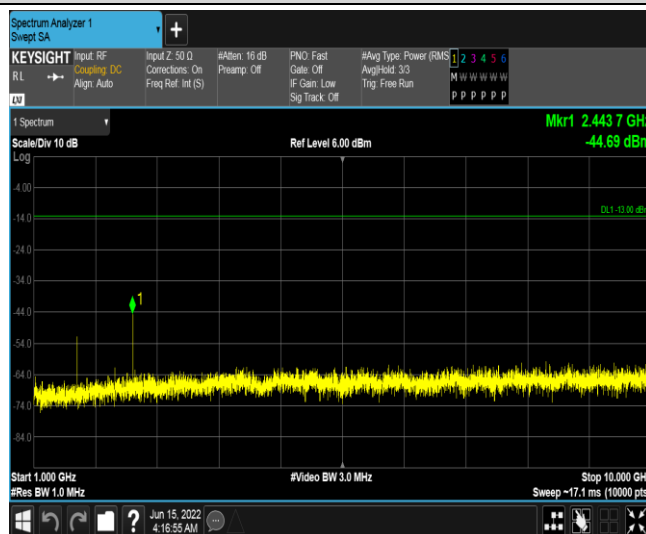 Spectrum Analyzer 1
Swept SA
KEYSIGHT
RL
LXI
Input: RF
Coupling: DC
Align: Auto
Input Z: 50 Ω
Corrections: On
Freq Ref: Int (S)
#Atten: 16 dB
Preamp: Off
PNO: Fast
Gate: Off
IF Gain: Low
Sig Track: Off
#Avg Type: Power (RMS
Avg|Hold: 3/3
Trig: Free Run
1 2 3 4 5 6
M W W W W W
P P P P P P
1 Spectrum
Mkr1 2.443 7 GHz
Scale/Div 10 dB
Ref Level 6.00 dBm
-44.69 dBm
Log
-4.00
DL1 -13.00 dBm
-14.0
-24.0
-34.0
1
-44.0
-54.0
-64.0
-74.0
-84.0
Start 1.000 GHz
#Video BW 3.0 MHz
Stop 10.000 GHz
#Res BW 1.0 MHz
Sweep ~17.1 ms (10000 pts)
?
Jun 15, 2022
4:16:55 AM